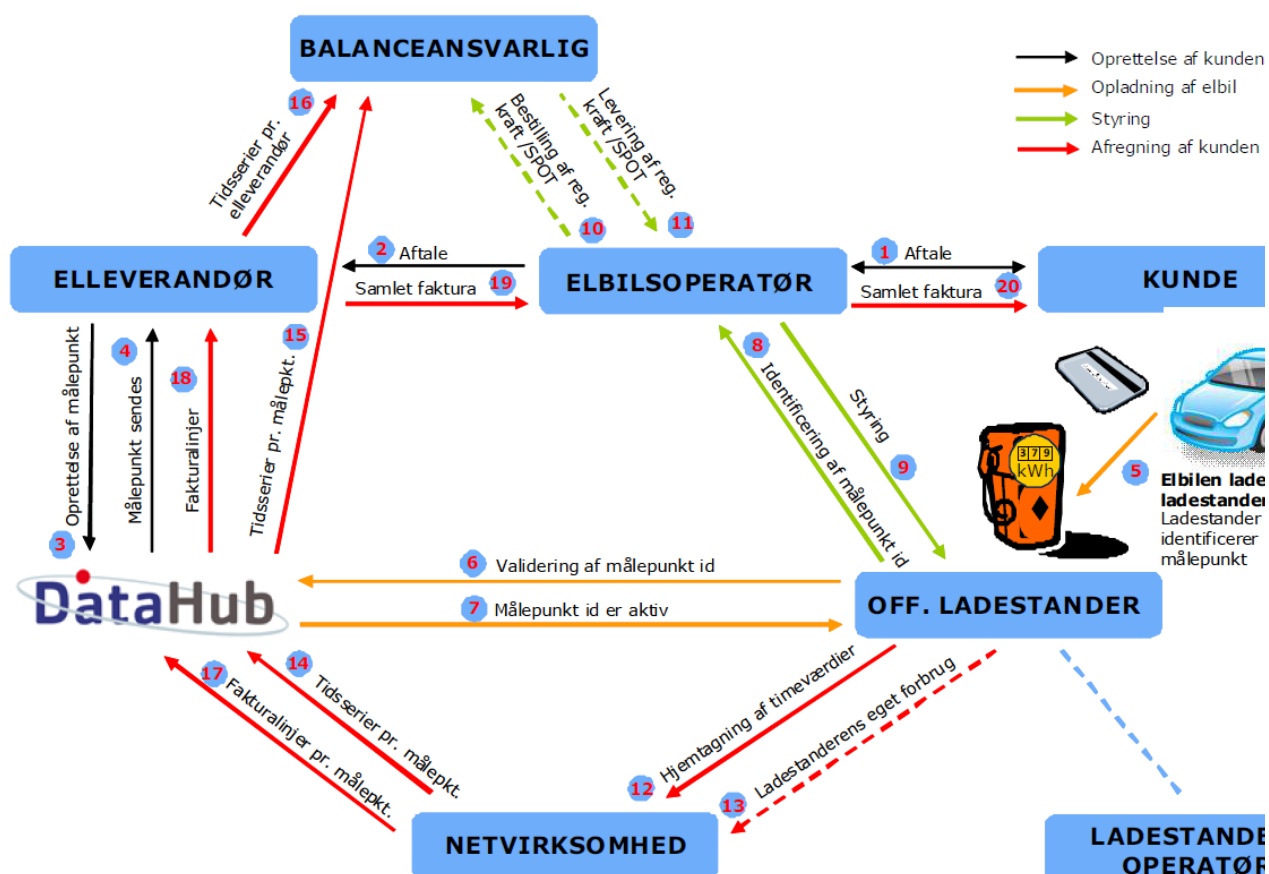 BALANCEANSVARLIG
Oprettelse af kunden
Opladning af elbil
Styring
Afregning af kunden
16
Tidsserier pr.
elleverandør
Bestilling af reg.
kraft /SPOT
10
Levering af reg.
kraft /SPOT
11
ELLEVERANDØR
2 Aftale
Samlet faktura 19
ELBILSOPERATØR
1 Aftale
Samlet faktura 20
KUNDE
Oprettelse af målepunkt
3
4
Målepunkt sendes
18
Fakturalinjer
15
Tidsserier pr. målepkt.
8
Identificering af målepunkt id
Styring
9
379
kWh
5
Elbilen lade
ladestander
Ladestander
identificerer
målepunkt
DataHub
6 Validering af målepunkt id
7 Målepunkt id er aktiv
OFF. LADESTANDER
14 Tidsserier pr. målepkt.
17 Fakturalinjer pr. målepkt.
12 Hjemtagning af timeværdier
13 Ladestanderens eget forbrug
NETVIRKSOMHED
LADESTANDE
OPERATØR